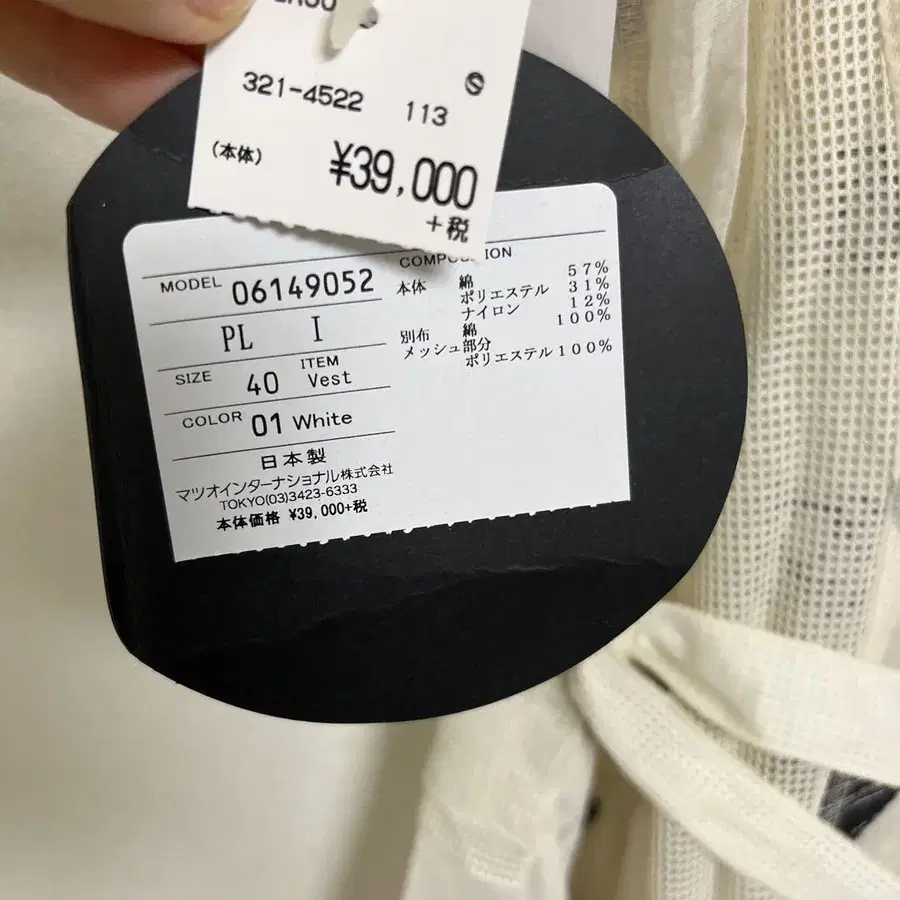 321-4522 113
(本体) ¥39,000
+税
MODEL 06149052
PL I
SIZE 40 ITEM Vest
COLOR 01 White
日本製
マツオインターナショナル株式会社
TOKYO(03)3423-6333
本体価格 ¥39,000+税
本体 綿 57%
ポリエステル 31%
ナイロン 12%
別布 綿 100%
メッシュ部分
ポリエステル100%